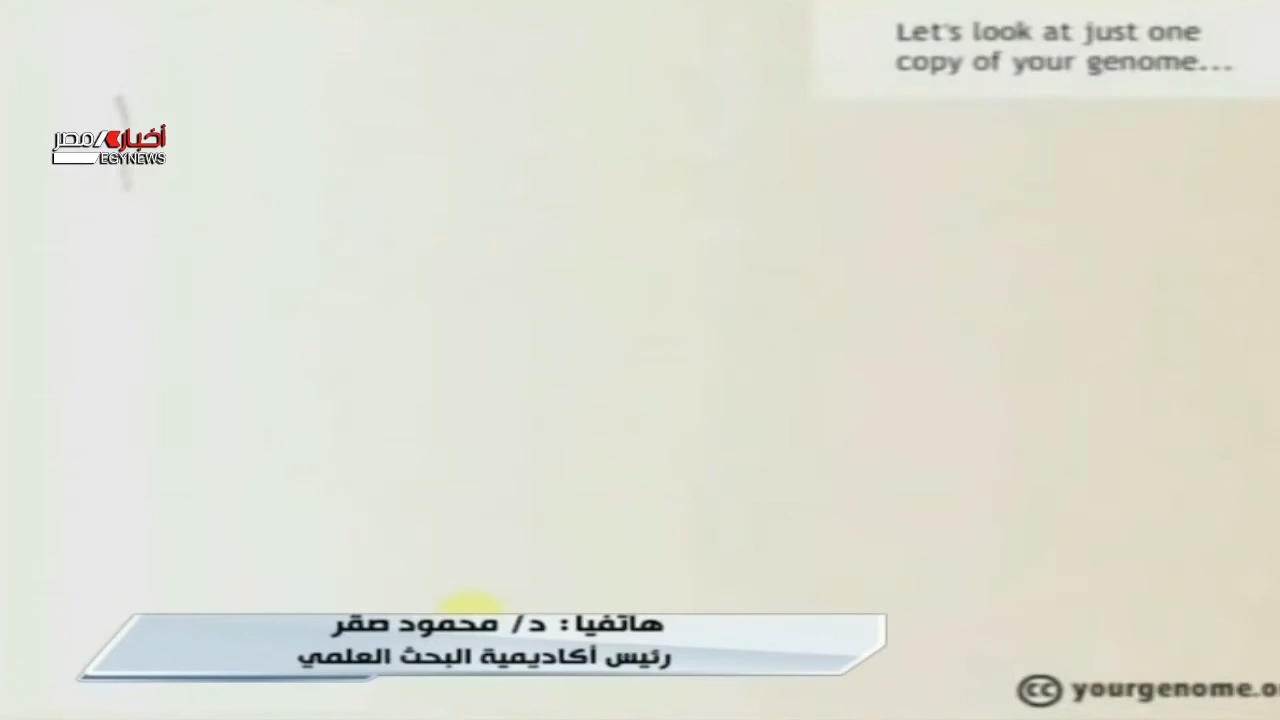 Let's look at just one
copy of your genome...
أخبار/مصر
EGYNEWS
هاتفيا: د/ محمود صقر
رئيس أكاديمية البحث العلمي
cc yourgenome.o